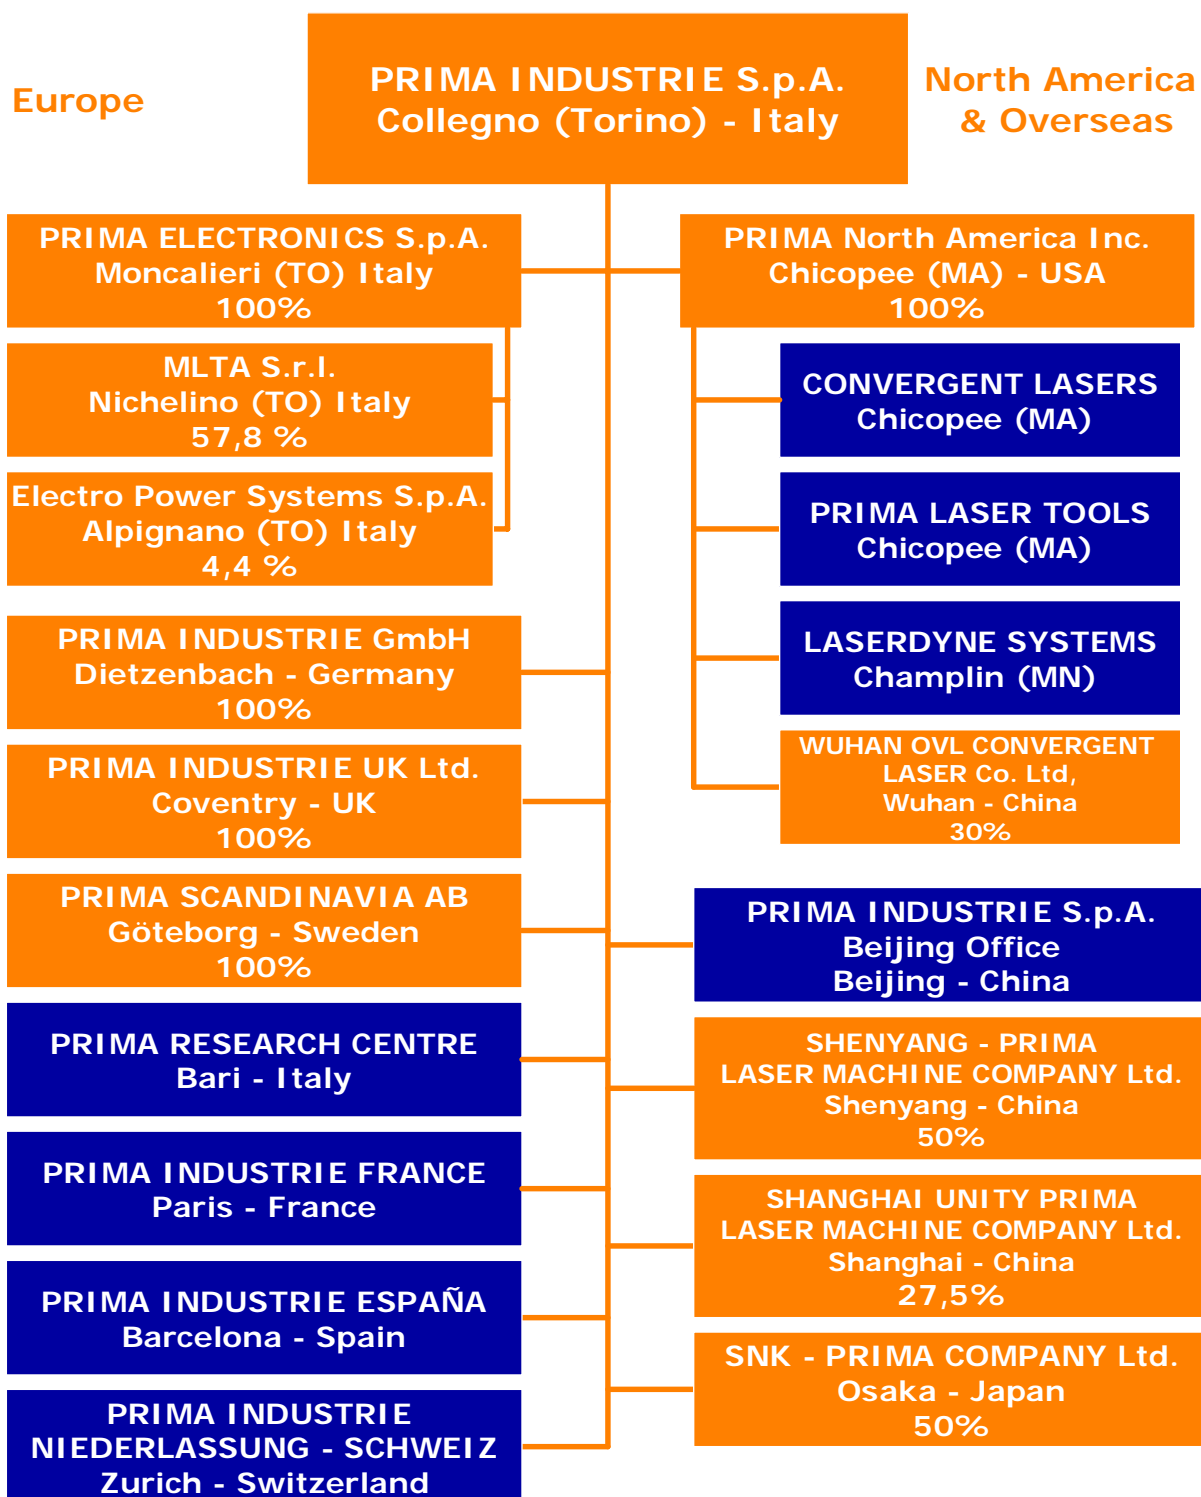 Europe
PRIMA INDUSTRIE S.p.A.
Collegno (Torino) - Italy
North America
& Overseas
PRIMA ELECTRONICS S.p.A.
Moncalieri (TO) Italy
100%
MLTA S.r.l.
Nichelino (TO) Italy
57,8 %
Electro Power Systems S.p.A.
Alpignano (TO) Italy
4,4 %
PRIMA INDUSTRIE GmbH
Dietzenbach - Germany
100%
PRIMA INDUSTRIE UK Ltd.
Coventry - UK
100%
PRIMA SCANDINAVIA AB
Göteborg - Sweden
100%
PRIMA RESEARCH CENTRE
Bari - Italy
PRIMA INDUSTRIE FRANCE
Paris - France
PRIMA INDUSTRIE ESPAÑA
Barcelona - Spain
PRIMA INDUSTRIE
NIEDERLASSUNG - SCHWEIZ
Zurich - Switzerland
PRIMA North America Inc.
Chicopee (MA) - USA
100%
CONVERGENT LASERS
Chicopee (MA)
PRIMA LASER TOOLS
Chicopee (MA)
LASERDYNE SYSTEMS
Champlin (MN)
WUHAN OVL CONVERGENT
LASER Co. Ltd,
Wuhan - China
30%
PRIMA INDUSTRIE S.p.A.
Beijing Office
Beijing - China
SHENYANG - PRIMA
LASER MACHINE COMPANY Ltd.
Shenyang - China
50%
SHANGHAI UNITY PRIMA
LASER MACHINE COMPANY Ltd.
Shanghai - China
27,5%
SNK - PRIMA COMPANY Ltd.
Osaka - Japan
50%